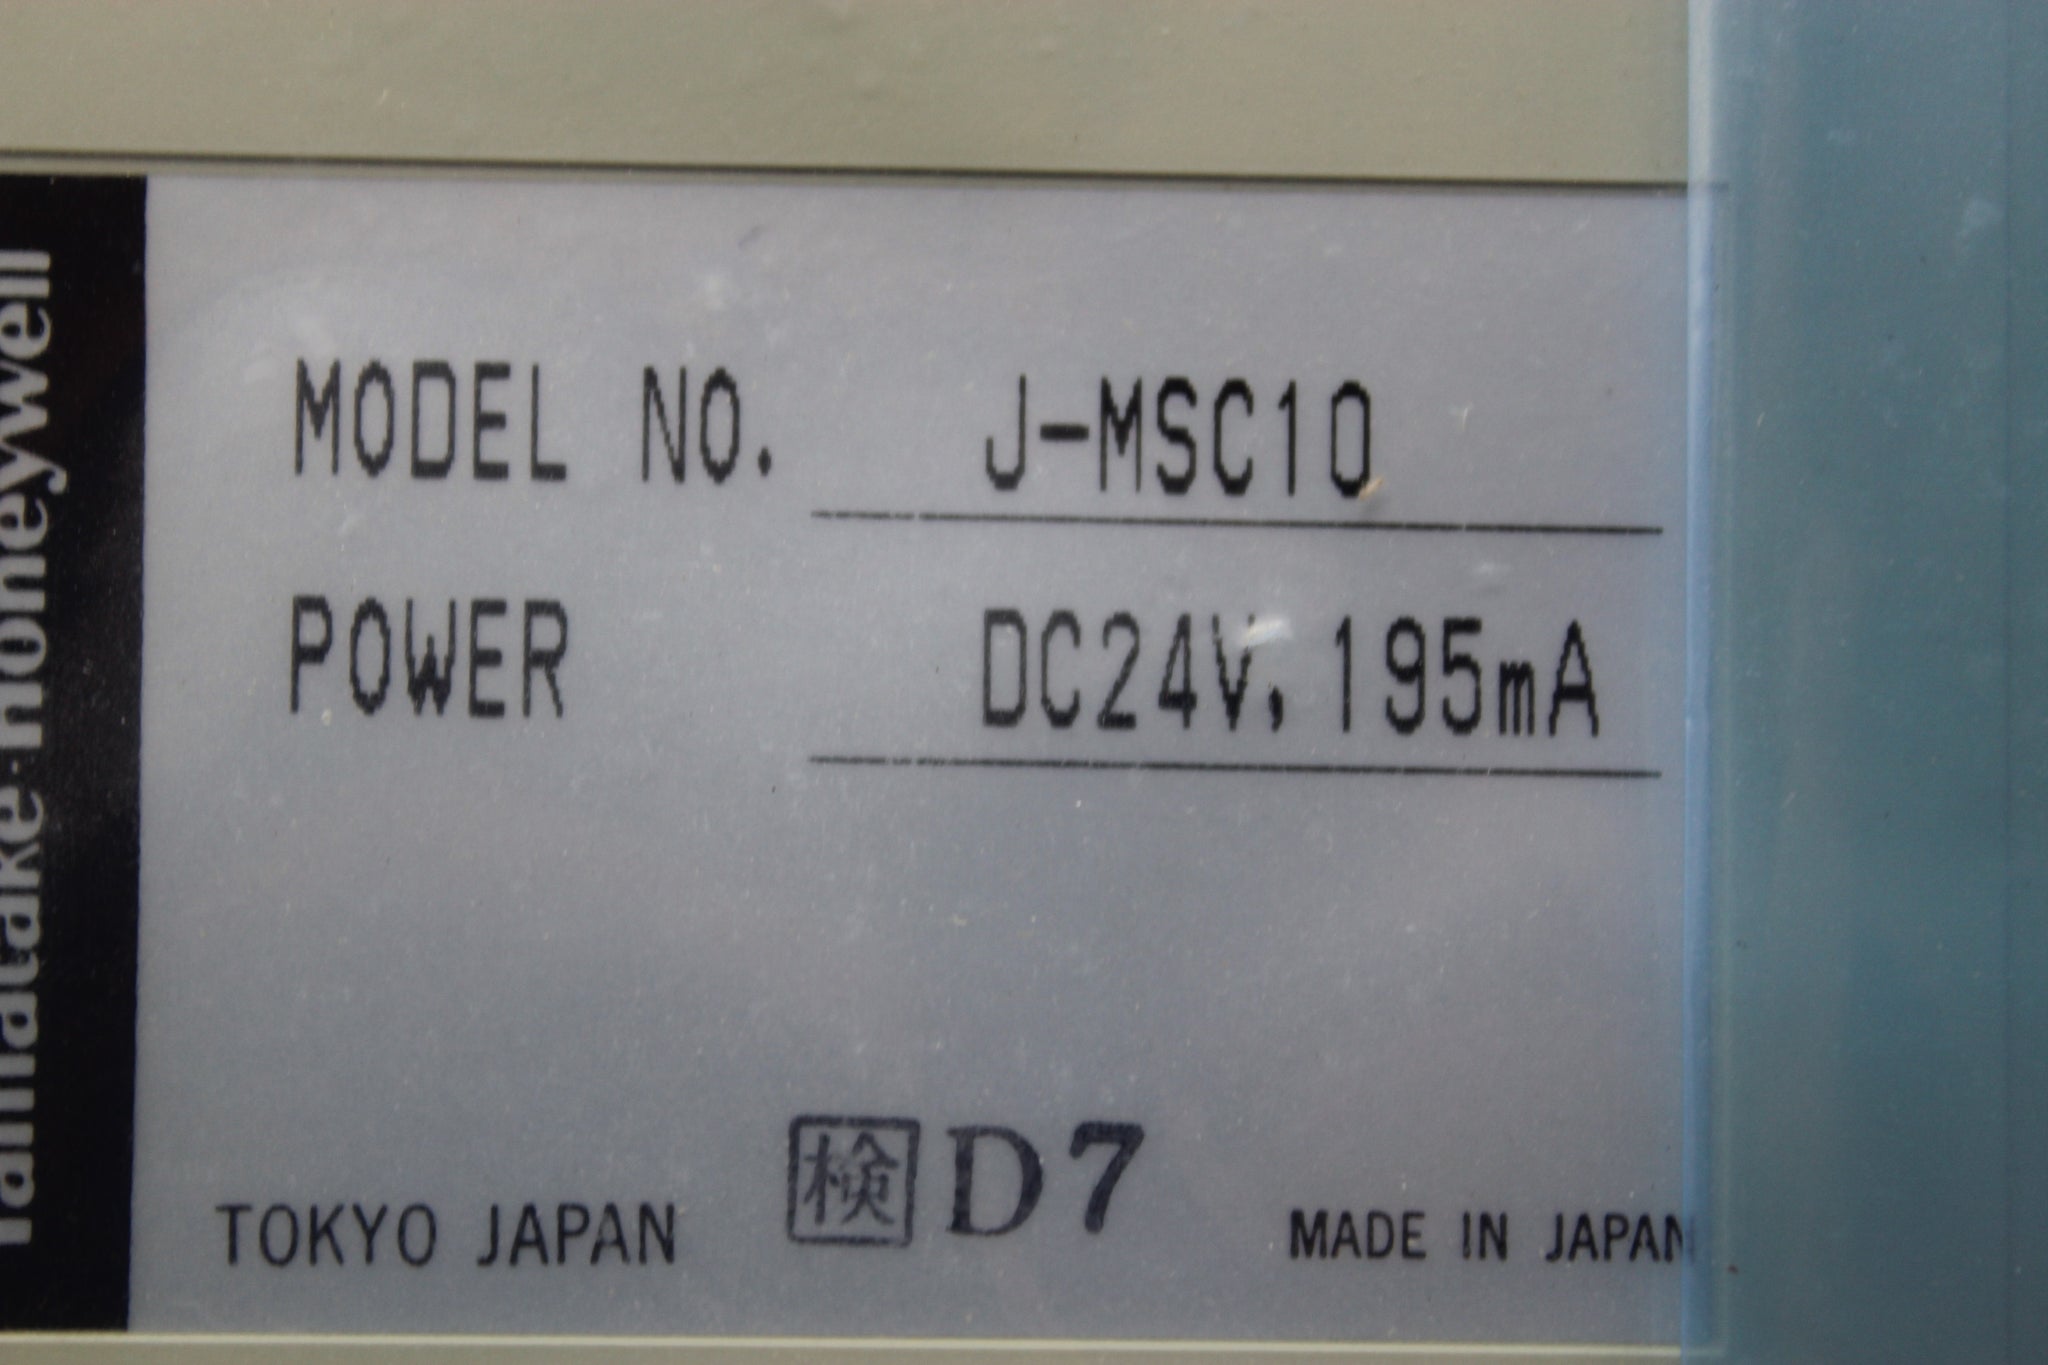 Yamatake·Honeywell
MODEL NO. J-MSC10
POWER DC24V, 195mA
検 D7
TOKYO JAPAN
MADE IN JAPAN